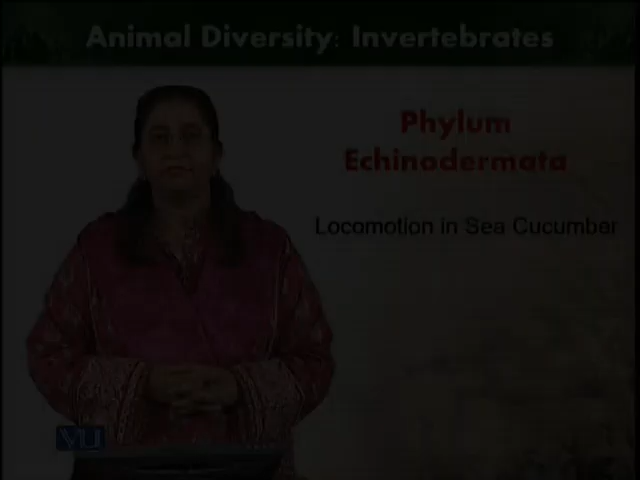 Animal Diversity: Invertebrates
Phylum
Echinodermata
Locomotion in Sea Cucumber
VU